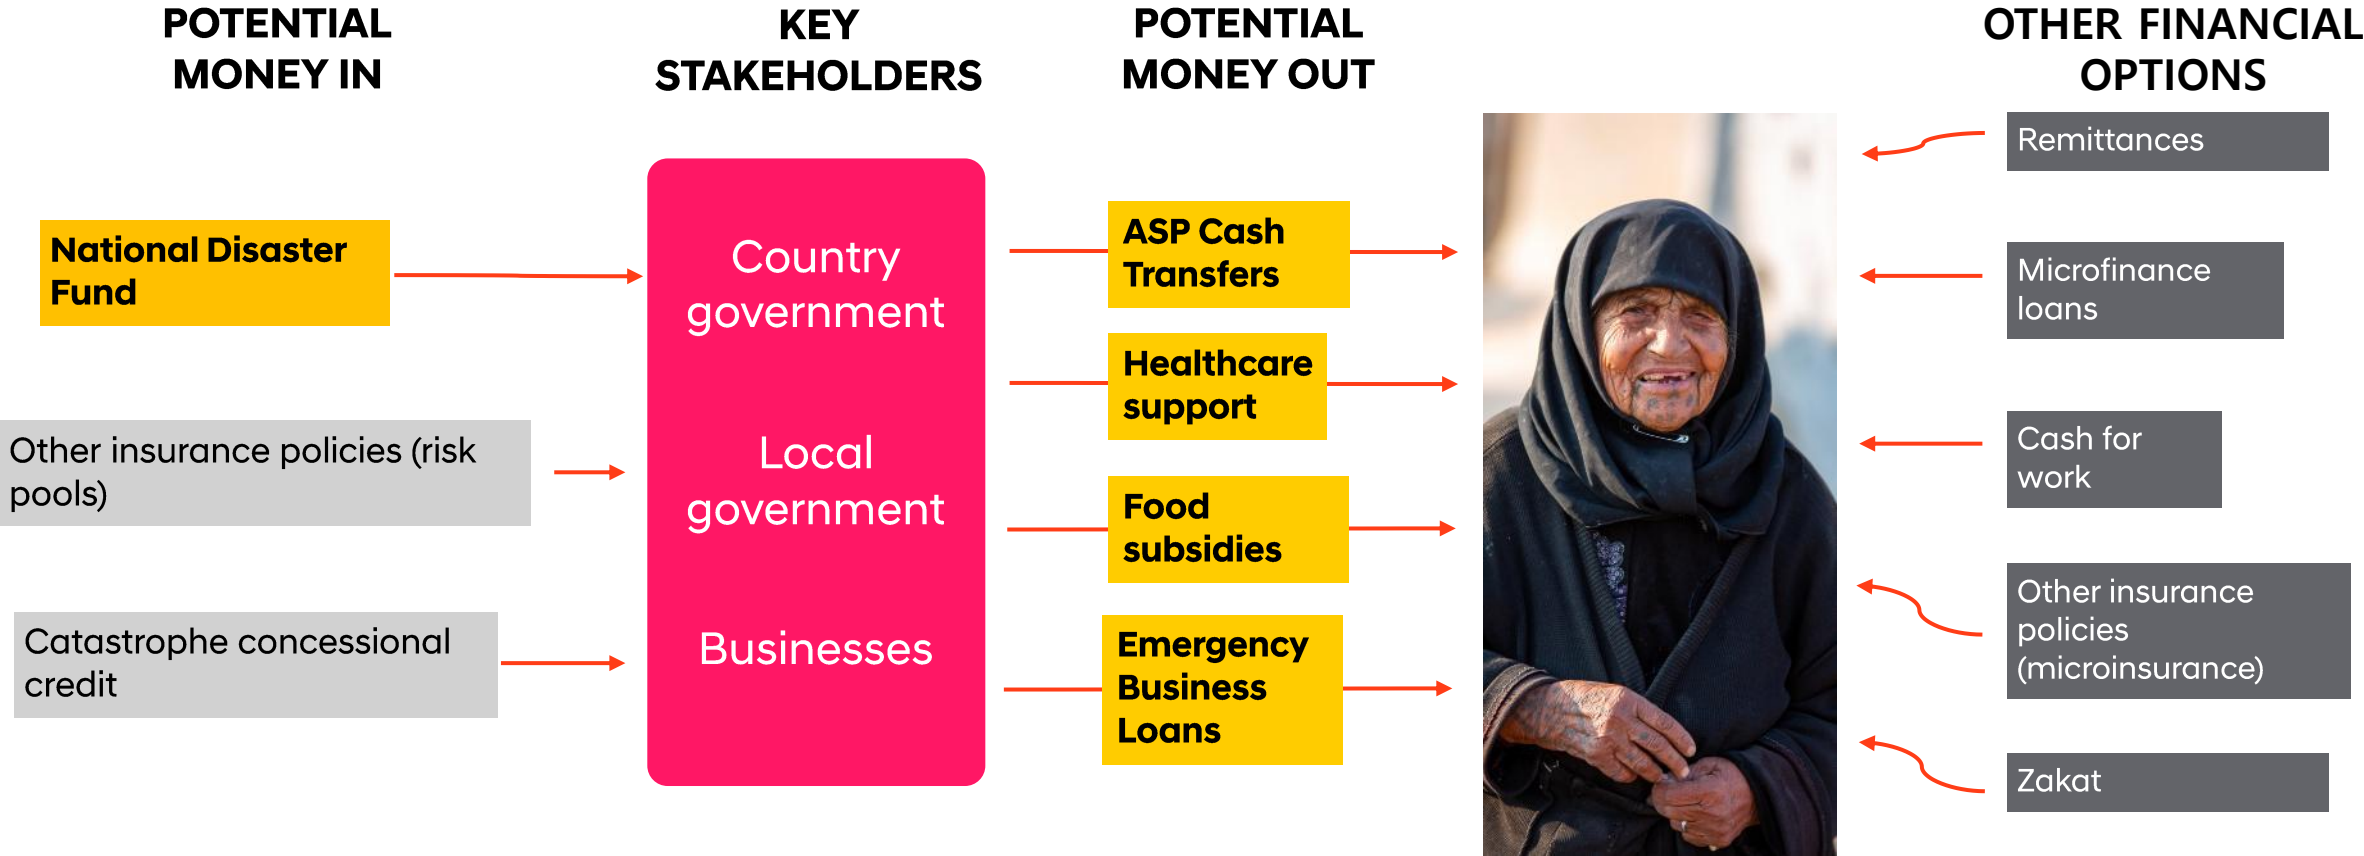 POTENTIAL
MONEY IN
National Disaster
Fund
Other insurance policies (risk
pools)
Catastrophe concessional
credit
KEY
STAKEHOLDERS
Country
government
Local
government
Businesses
POTENTIAL
MONEY OUT
ASP Cash
Transfers
Healthcare
support
Food
subsidies
Emergency
Business
Loans
OTHER FINANCIAL
OPTIONS
Remittances
Microfinance
loans
Cash for
work
Other insurance
policies
(microinsurance)
Zakat